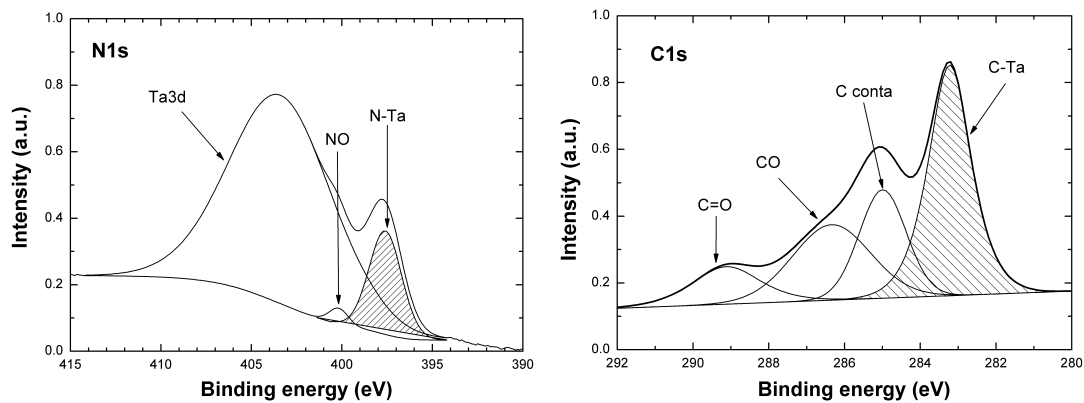 N1s
Ta3d
NO
N-Ta
Intensity (a.u.)
1.0
0.8
0.6
0.4
0.2
0.0
415 410 405 400 395 390
Binding energy (eV)
C1s
C=O
CO
C conta
C-Ta
Intensity (a.u.)
1.0
0.8
0.6
0.4
0.2
0.0
292 290 288 286 284 282 280
Binding energy (eV)